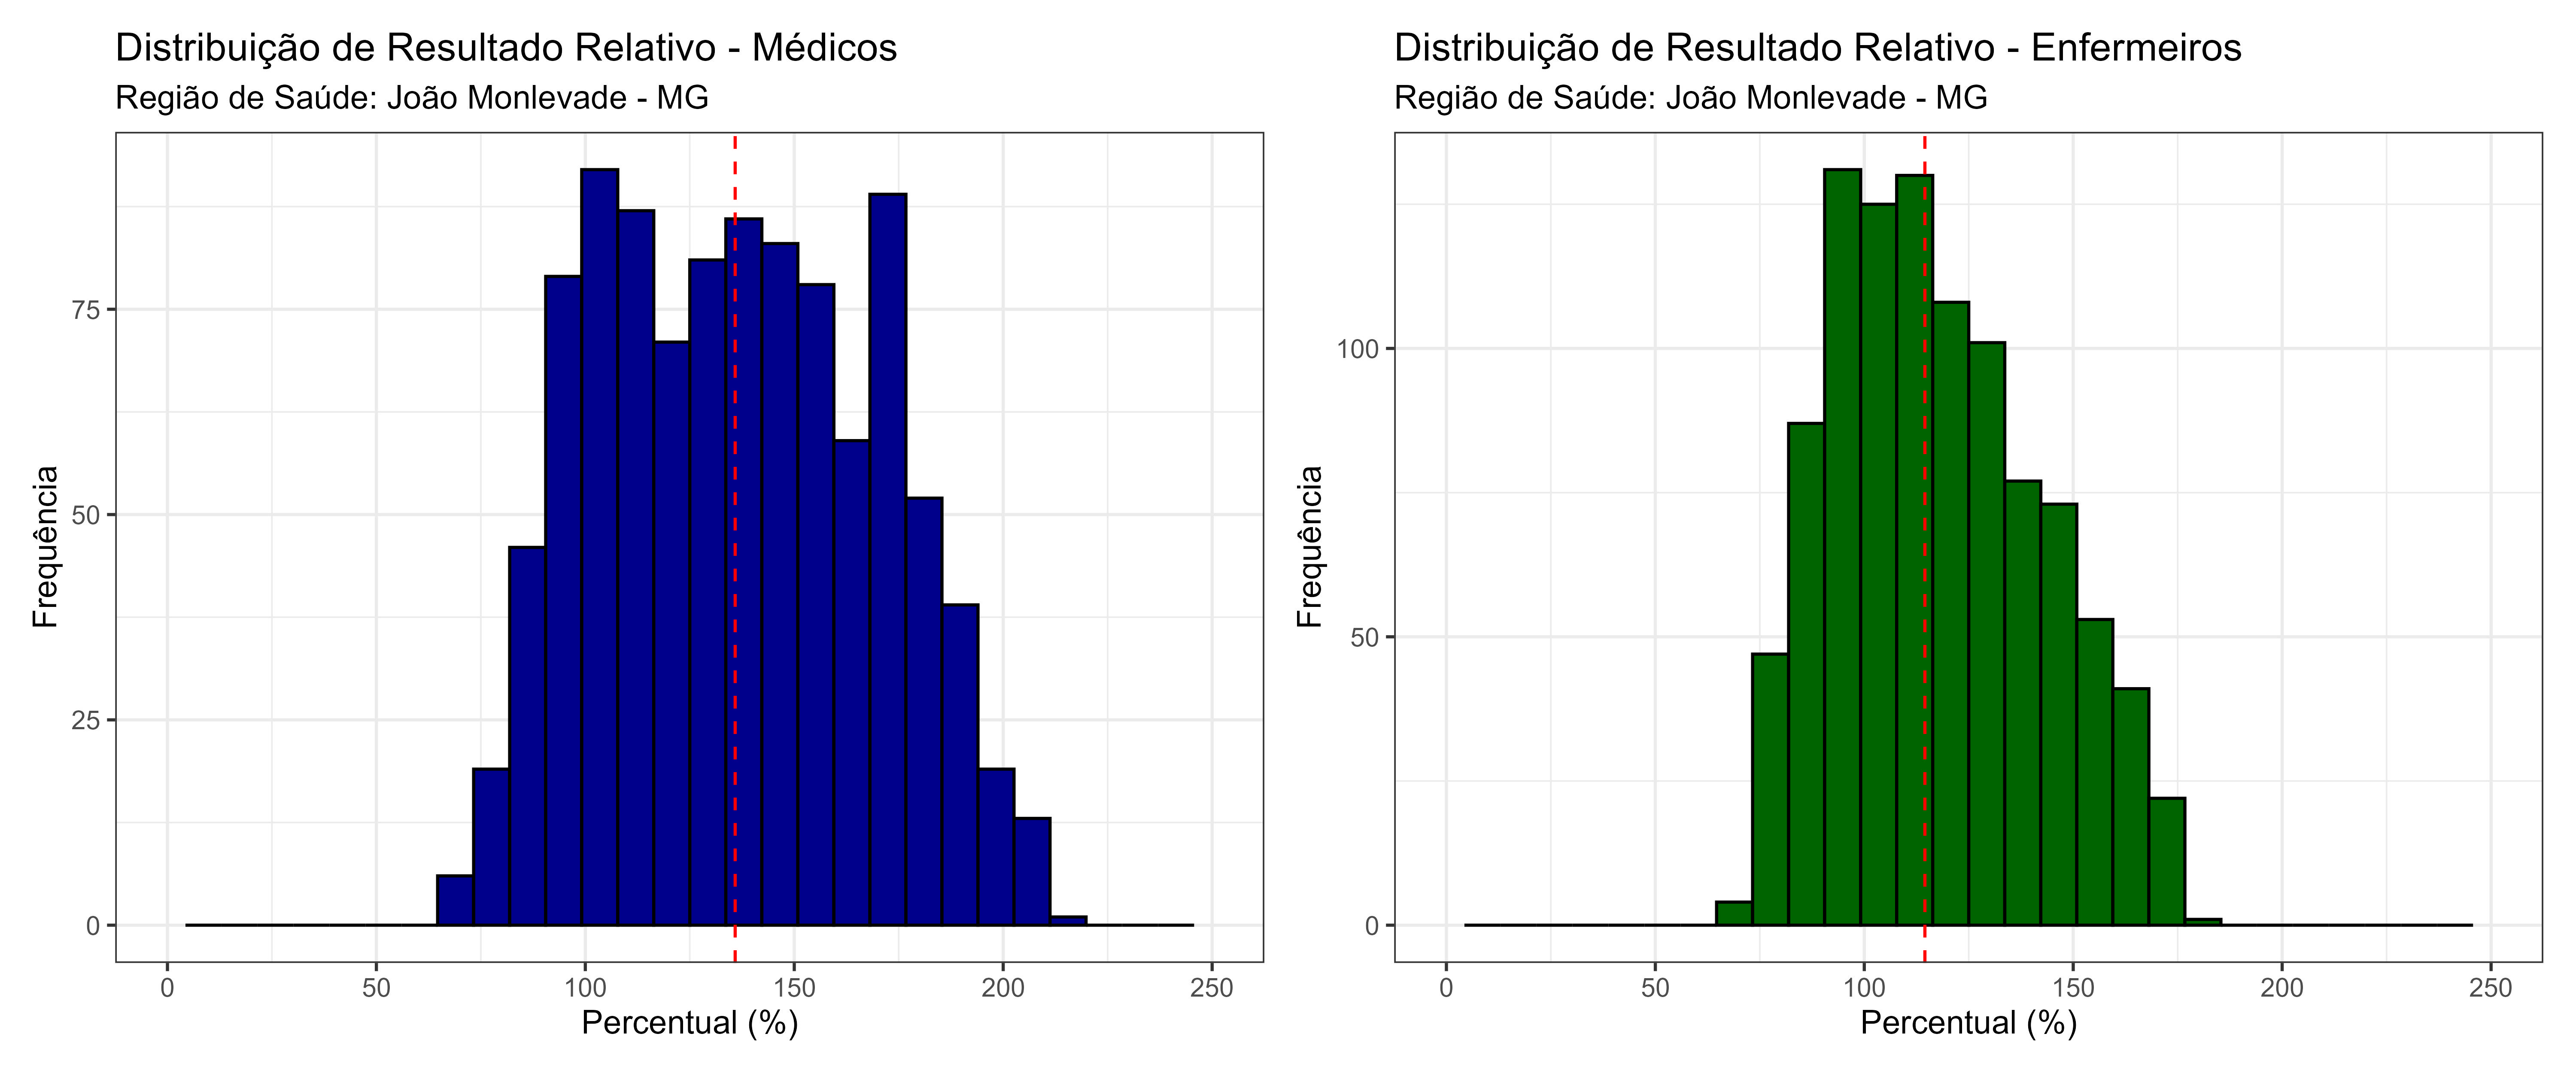 Distribuição de Resultado Relativo - Médicos
Região de Saúde: João Monlevade - MG
Frequência
75
50
25
0
0 50 100 150 200 250
Percentual (%)
Distribuição de Resultado Relativo - Enfermeiros
Região de Saúde: João Monlevade - MG
Frequência
100
50
0
0 50 100 150 200 250
Percentual (%)